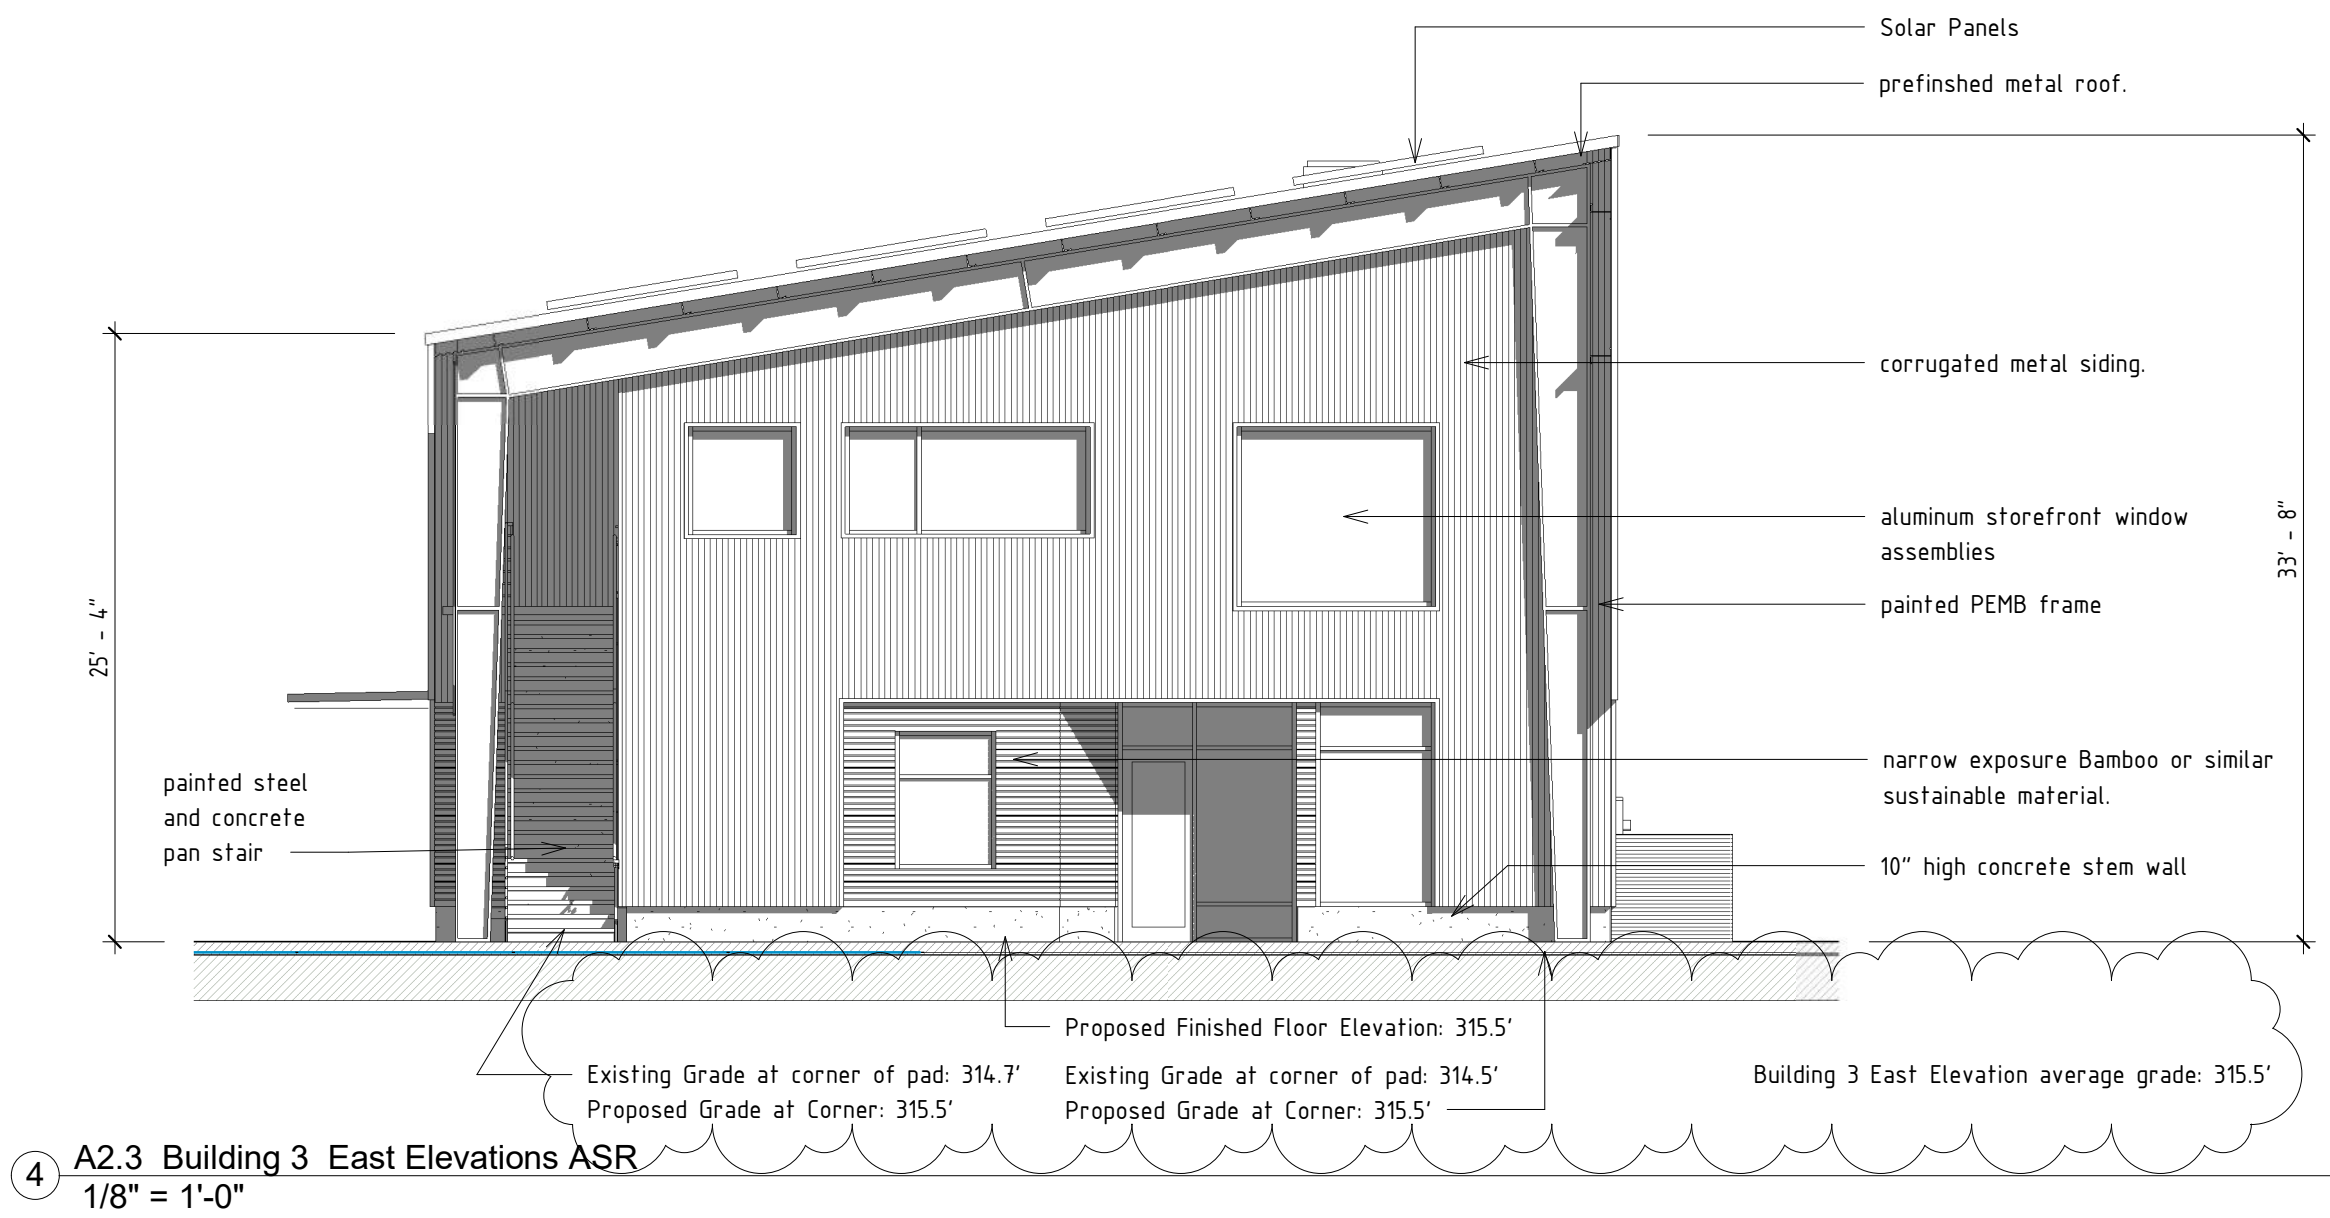 Solar Panels
prefinshed metal roof.
corrugated metal siding.
aluminum storefront window
assemblies
33' - 8"
painted PEMB frame
25' - 4"
narrow exposure Bamboo or similar
sustainable material.
painted steel
and concrete
pan stair
10" high concrete stem wall
Proposed Finished Floor Elevation: 315.5'
Existing Grade at corner of pad: 314.7'
Proposed Grade at Corner: 315.5'
Existing Grade at corner of pad: 314.5'
Proposed Grade at Corner: 315.5'
Building 3 East Elevation average grade: 315.5'
4 A2.3 Building 3 East Elevations ASR
1/8" = 1'-0"